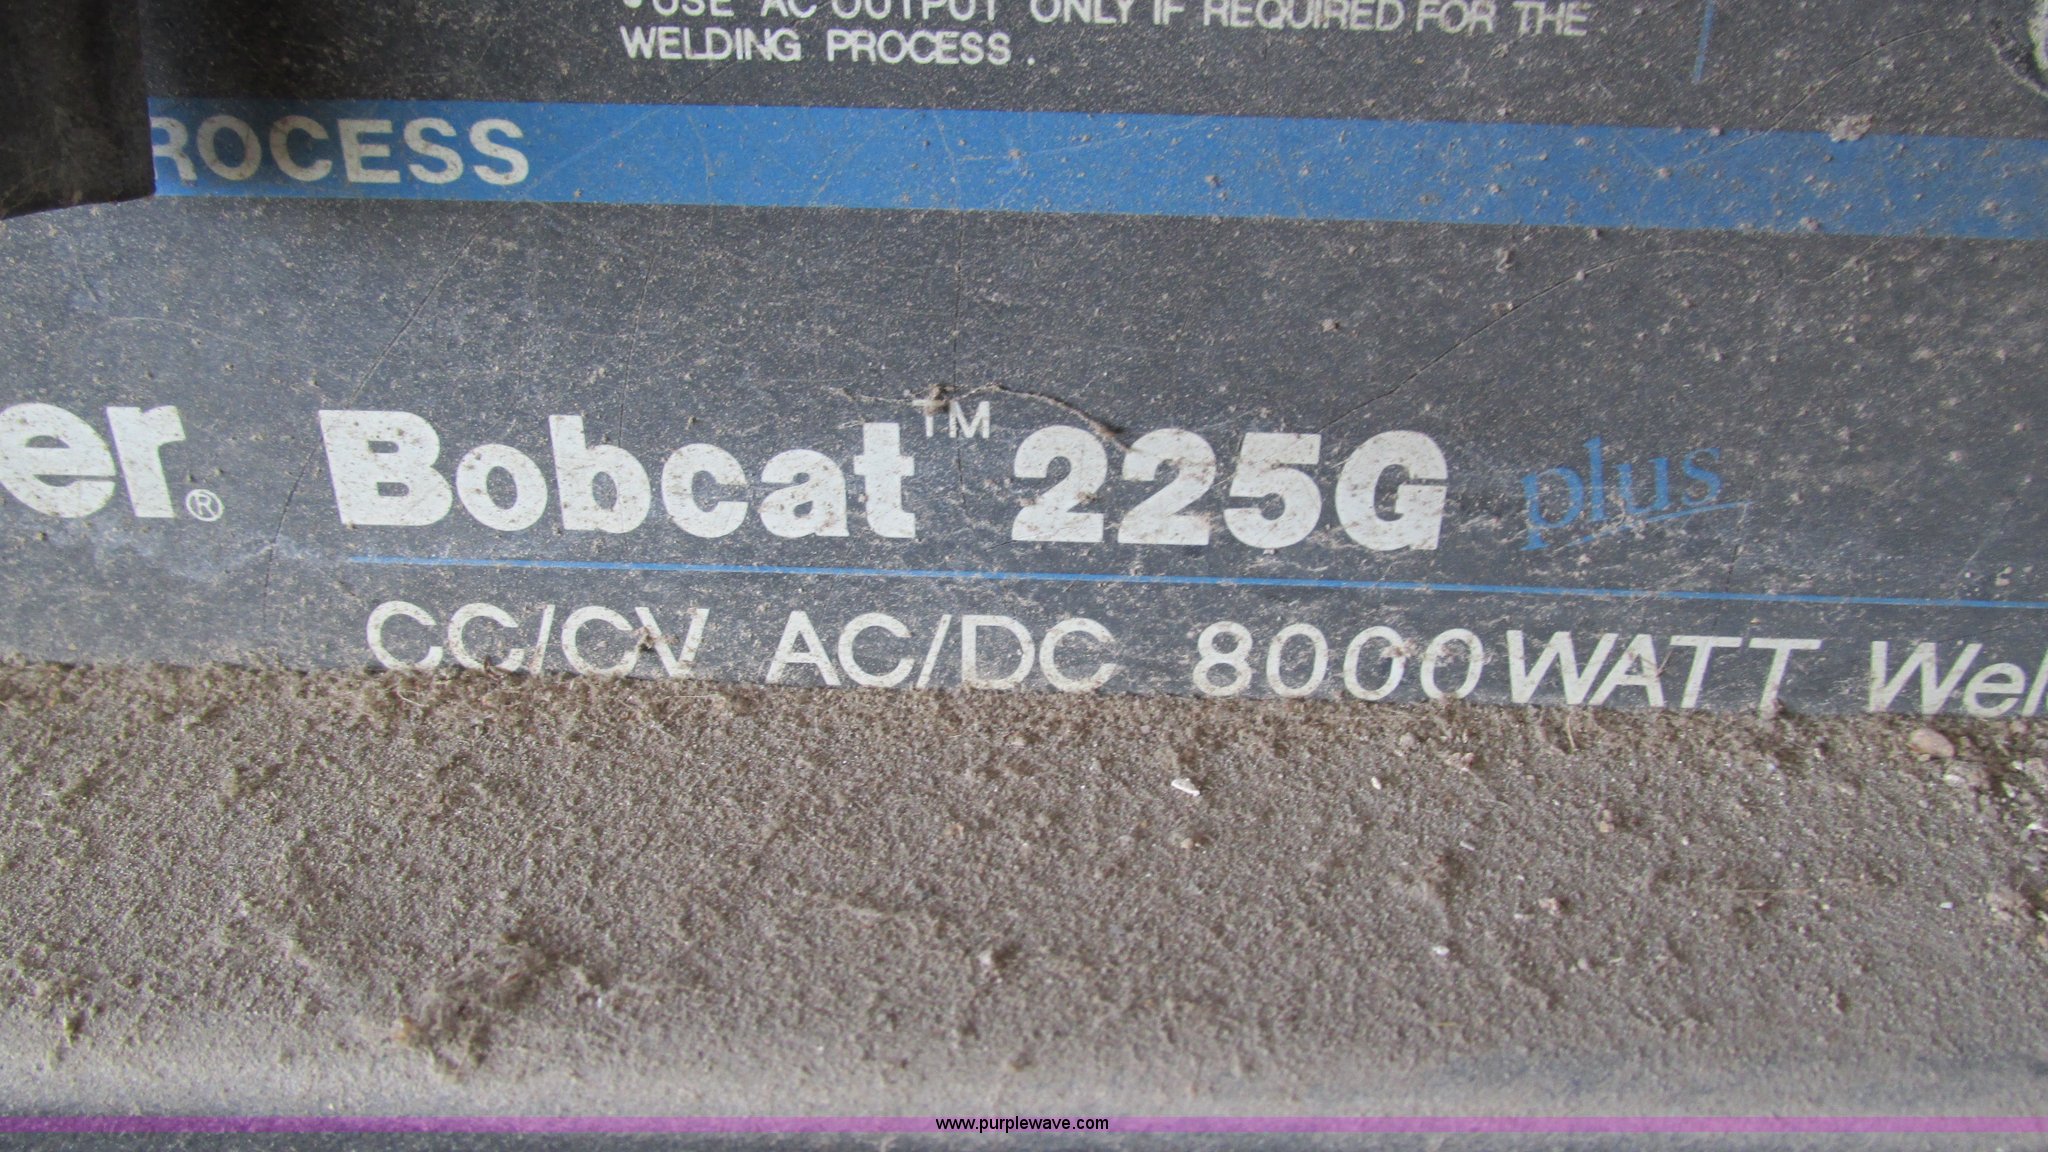 • USE AC OUTPUT ONLY IF REQUIRED FOR THE
WELDING PROCESS.
ROCESS
er® Bobcat™ 225G plus
CC/CV AC/DC 8000WATT Wel
www.purplewave.com